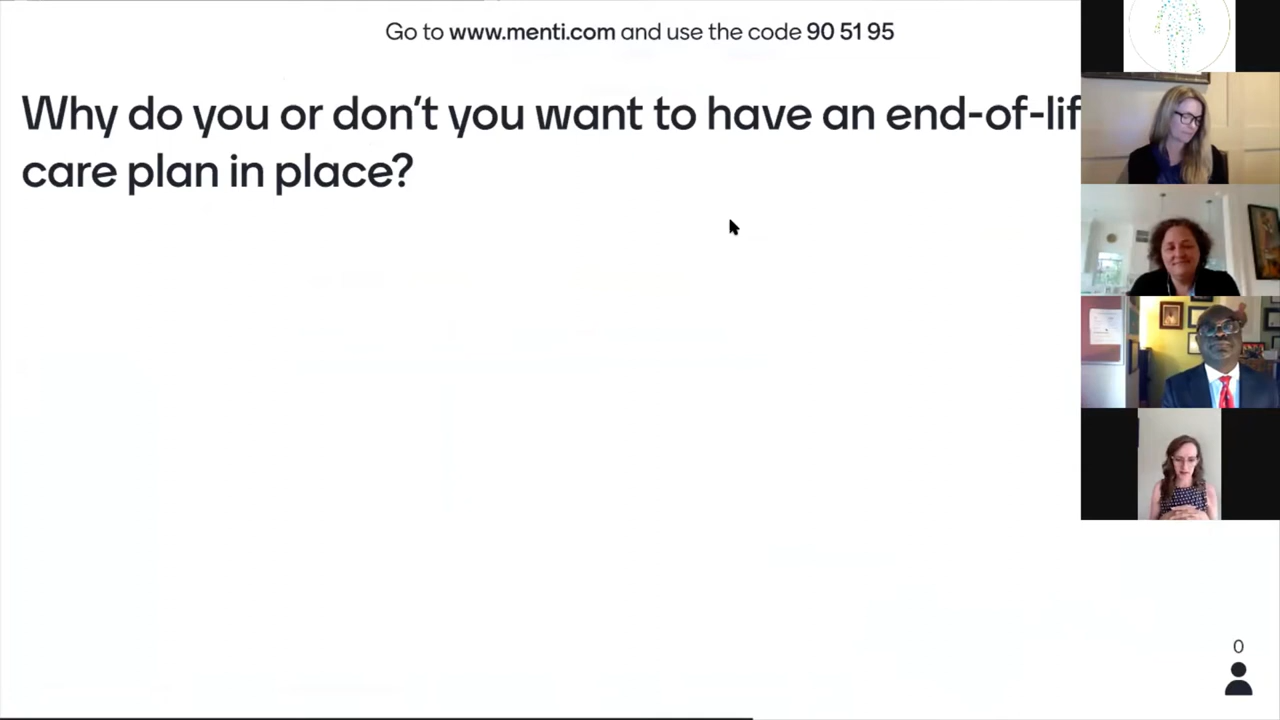 Go to www.menti.com and use the code 90 51 95
Why do you or don't you want to have an end-of-lif
care plan in place?
0